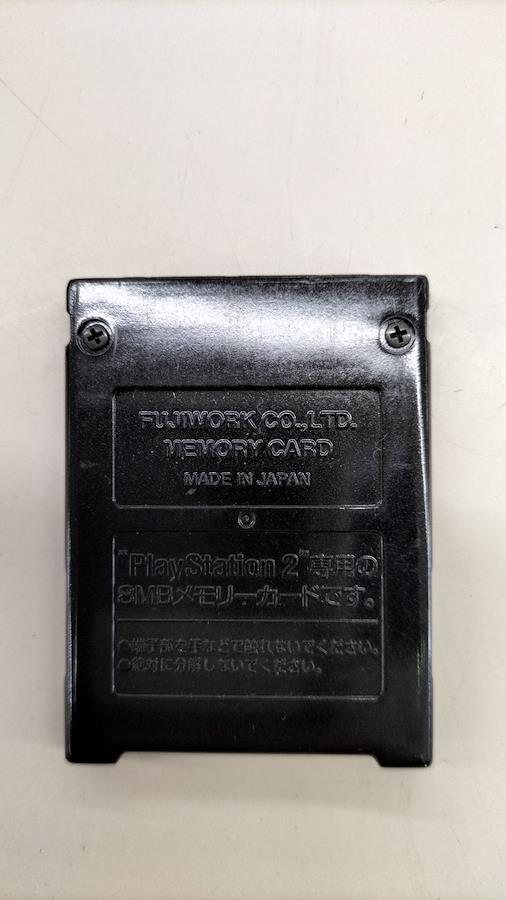 FUJIWORK CO.,LTD.
MEMORY CARD
MADE IN JAPAN
"PlayStation 2"専用の
8MBメモリーカードです。
●端子部を手などで触れないでください。
●絶対に分解しないでください。